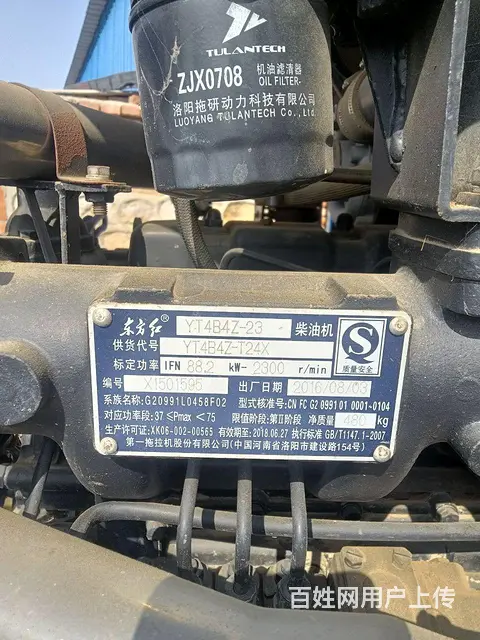 TULANTECH
ZJX0708 机油滤清器
OIL FILTER-
洛阳拖研动力科技有限公司
LUOYANG TULANTECH Co.,Ltd
东方红 YT4B4Z-23 柴油机
供货代号 YT4B4Z-T24X
标定功率 IFN 88.2 kW- 2300 r/min
编号 X1501595 出厂日期 2016/08/03
质量安全
系族名称:G20991L0458F02 型式核准号:CN FC G2 0991 01 0001-0104
对应功率段:37 <Pmax <75 限值阶段:第Ⅱ阶段 净质量 480 kg
生产许可证:XK06-002-00565 有效期至:2018.06.27 执行标准 GB/T1147.1-2007
第一拖拉机股份有限公司(中国河南省洛阳市建设路154号)
百姓网用户上传